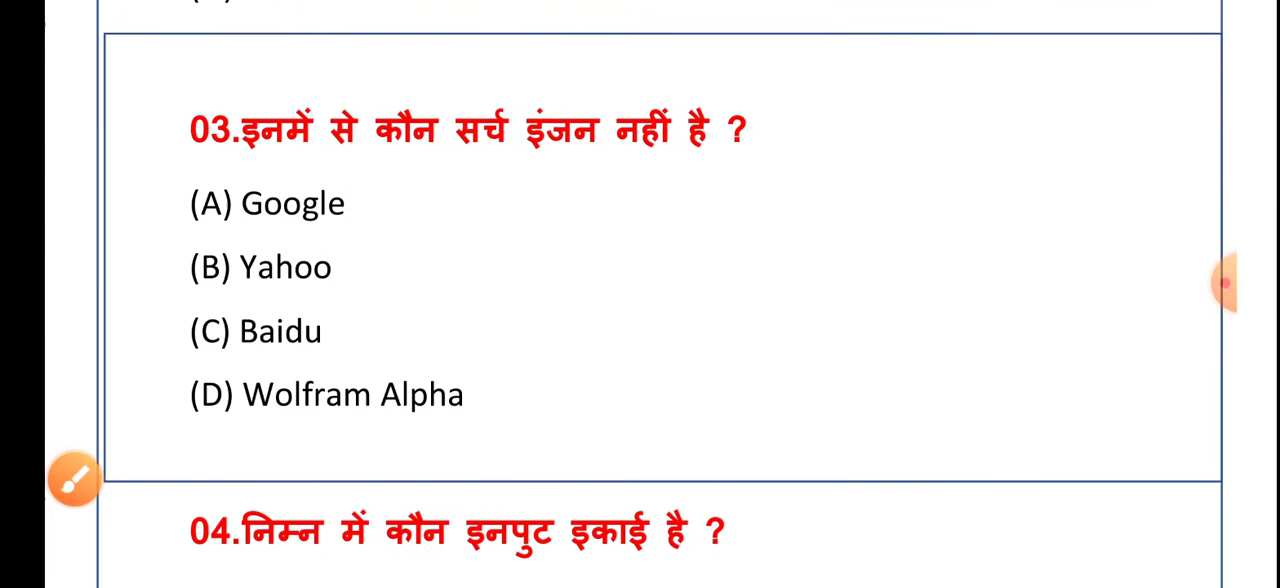 03.इनमें से कौन सर्च इंजन नहीं है ?
(A) Google
(B) Yahoo
(C) Baidu
(D) Wolfram Alpha
04.निम्न में कौन इनपुट इकाई है ?